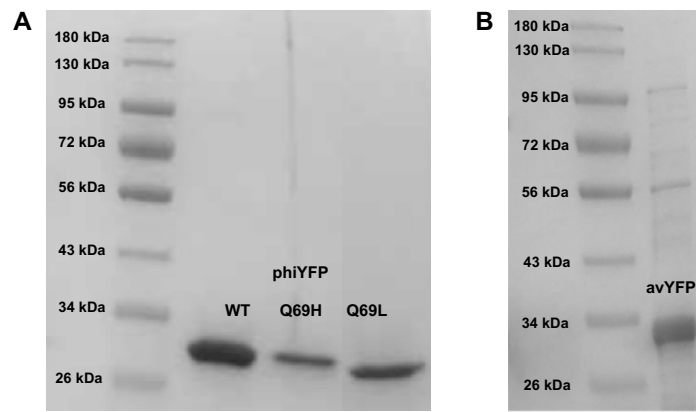 A
180 kDa
130 kDa
95 kDa
72 kDa
56 kDa
43 kDa
phiYFP
34 kDa
WT Q69H Q69L
26 kDa
B
180 kDa
130 kDa
95 kDa
72 kDa
56 kDa
43 kDa
avYFP
34 kDa
26 kDa